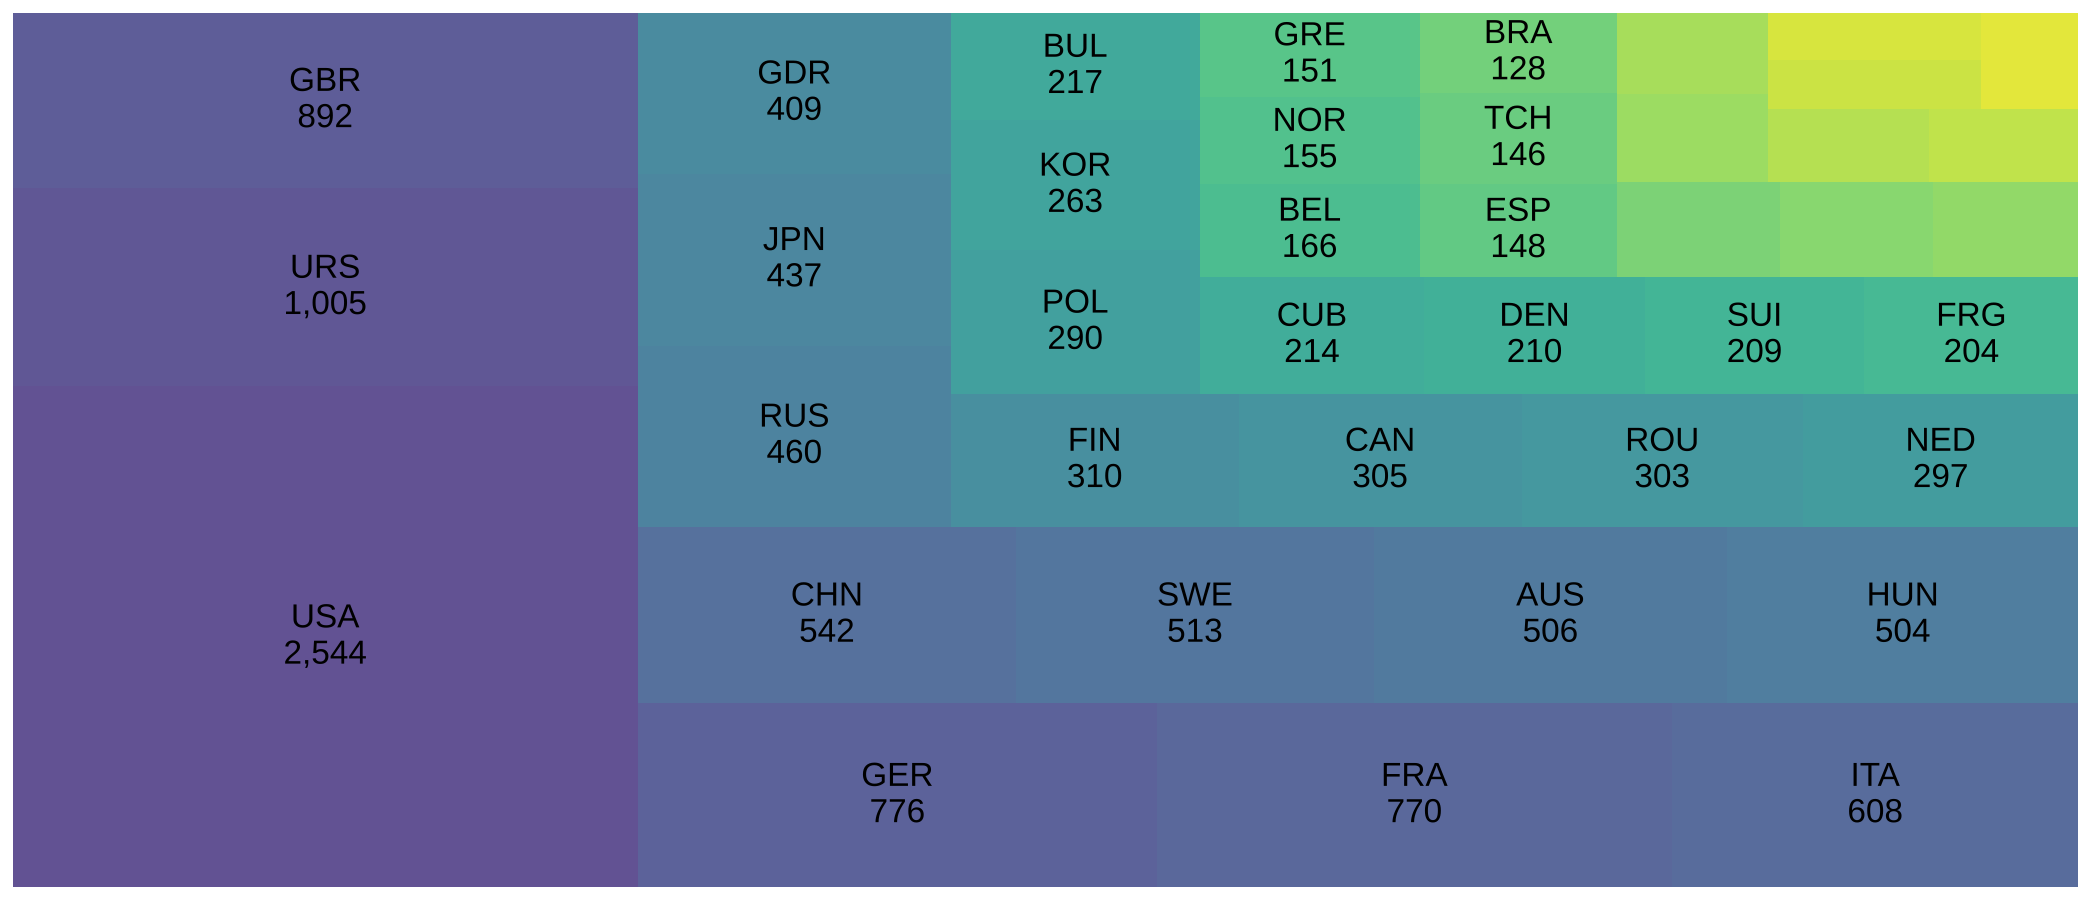 GBR
892
URS
1,005
USA
2,544
GDR
409
JPN
437
RUS
460
BUL
217
KOR
263
POL
290
GRE
151
NOR
155
BEL
166
BRA
128
TCH
146
ESP
148
CUB
214
DEN
210
SUI
209
FRG
204
FIN
310
CAN
305
ROU
303
NED
297
CHN
542
SWE
513
AUS
506
HUN
504
GER
776
FRA
770
ITA
608